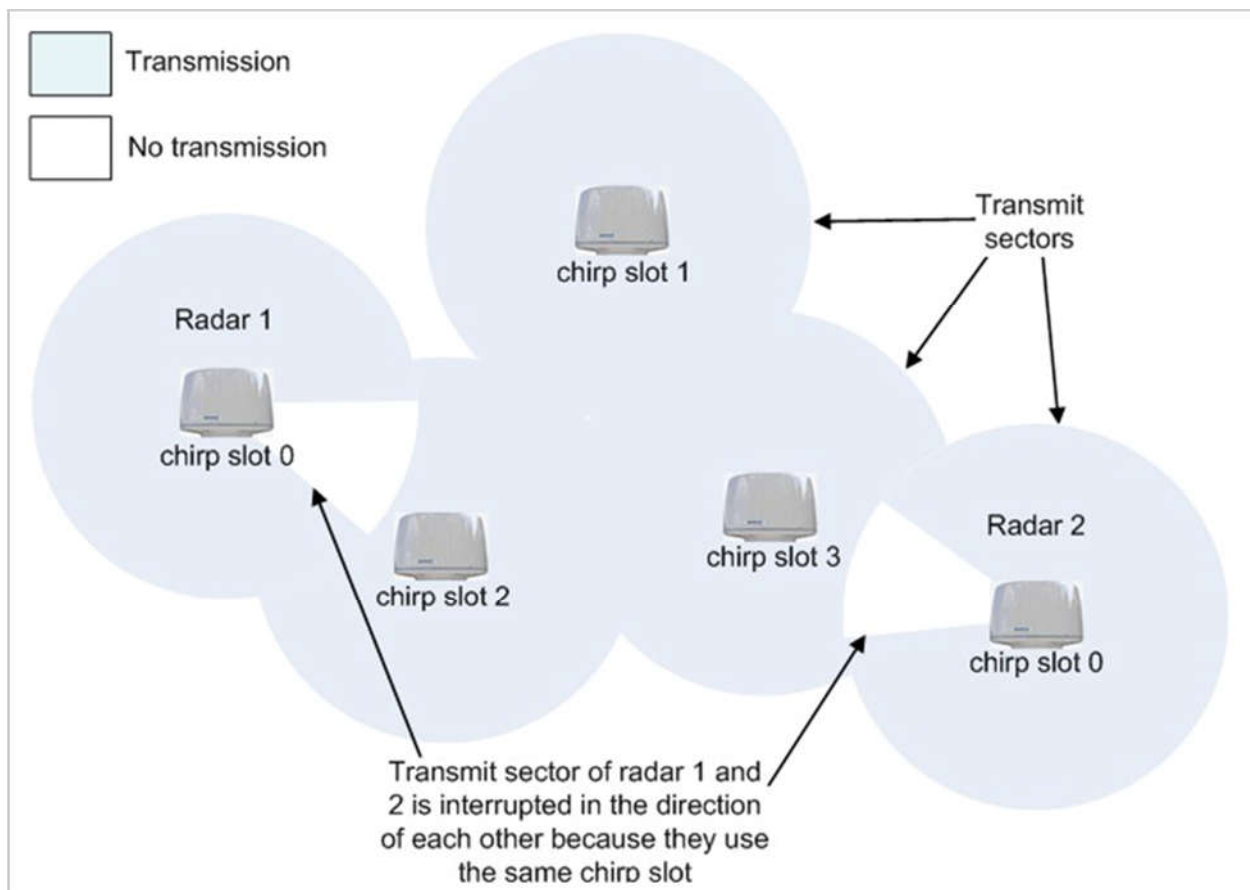 Transmission
No transmission
chirp slot 1
Transmit
sectors
Radar 1
chirp slot 0
chirp slot 2
chirp slot 3
Radar 2
chirp slot 0
Transmit sector of radar 1 and
2 is interrupted in the direction
of each other because they use
the same chirp slot